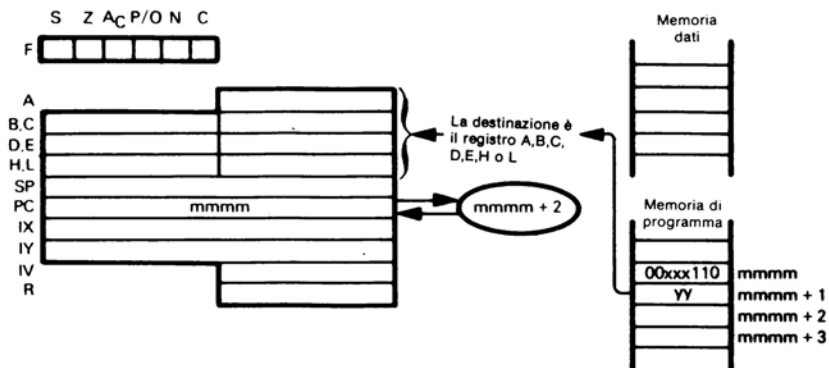 S Z AC P/O N C
F
A
B,C
D,E
H,L
SP
PC mmmm
IX
IY
IV
R
La destinazione è
il registro A,B,C,
D,E,H o L
mmmm + 2
Memoria
dati
Memoria di
programma
00xxx110 mmmm
yy mmmm + 1
mmmm + 2
mmmm + 3